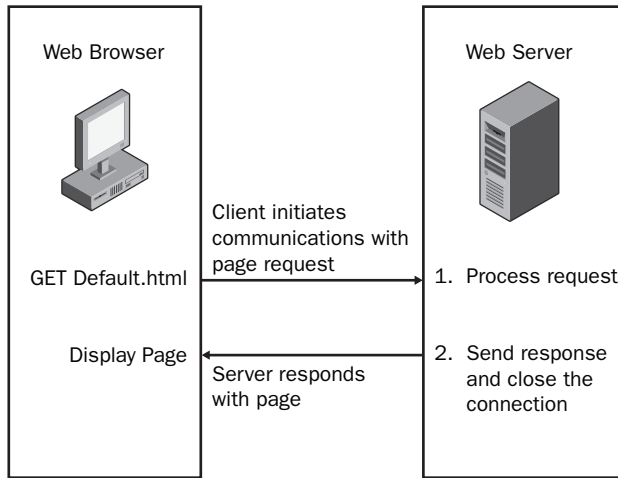 Web Browser
Web Server
Client initiates
communications with
page request
GET Default.html
1. Process request
Display Page
Server responds
with page
2. Send response
and close the
connection